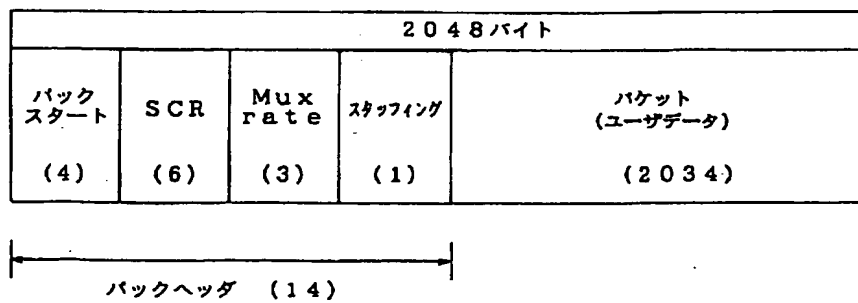 2048バイト
パック
スタート
(4)
SCR
(6)
Mux
rate
(3)
スタッフィング
(1)
パケット
(ユーザデータ)
(2034)
パックヘッダ (14)